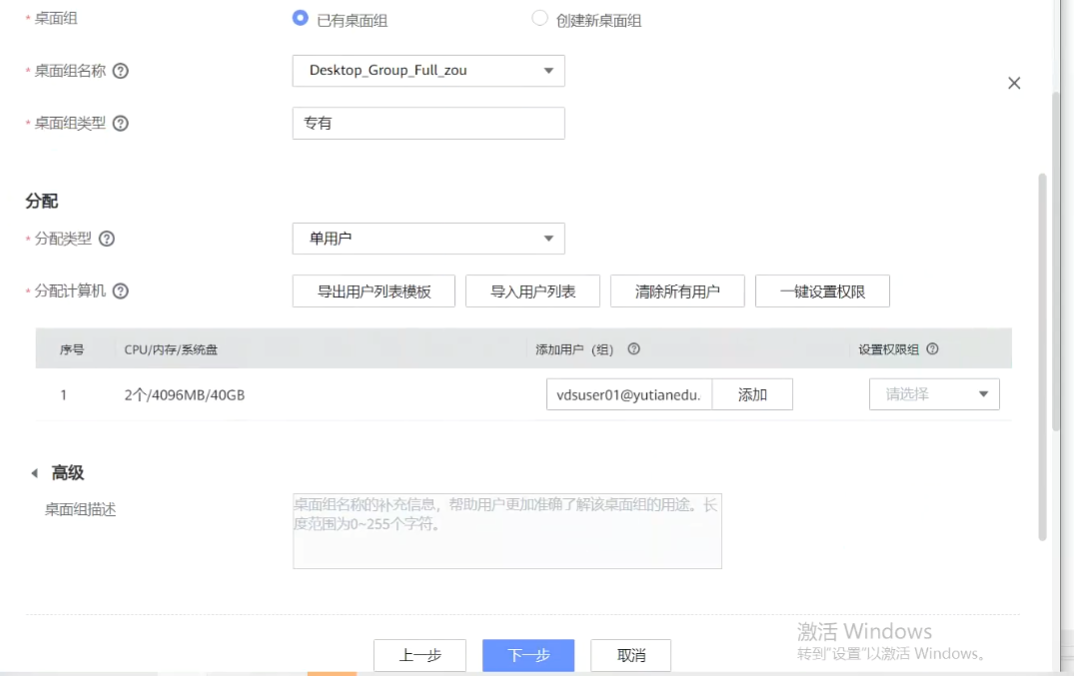 * 桌面组 已有桌面组 创建新桌面组
* 桌面组名称 ? Desktop_Group_Full_zou
* 桌面组类型 ? 专有
分配
* 分配类型 ? 单用户
* 分配计算机 ? 导出用户列表模板 导入用户列表 清除所有用户 一键设置权限
序号 CPU/内存/系统盘 添加用户（组） ? 设置权限组 ?
1 2个/4096MB/40GB vdsuser01@yutianedu. 添加 请选择
高级
桌面组描述 桌面组名称的补充信息，帮助用户更加准确了解该桌面组的用途。长
度范围为0~255个字符。
激活 Windows
转到"设置"以激活 Windows。
上一步 下一步 取消